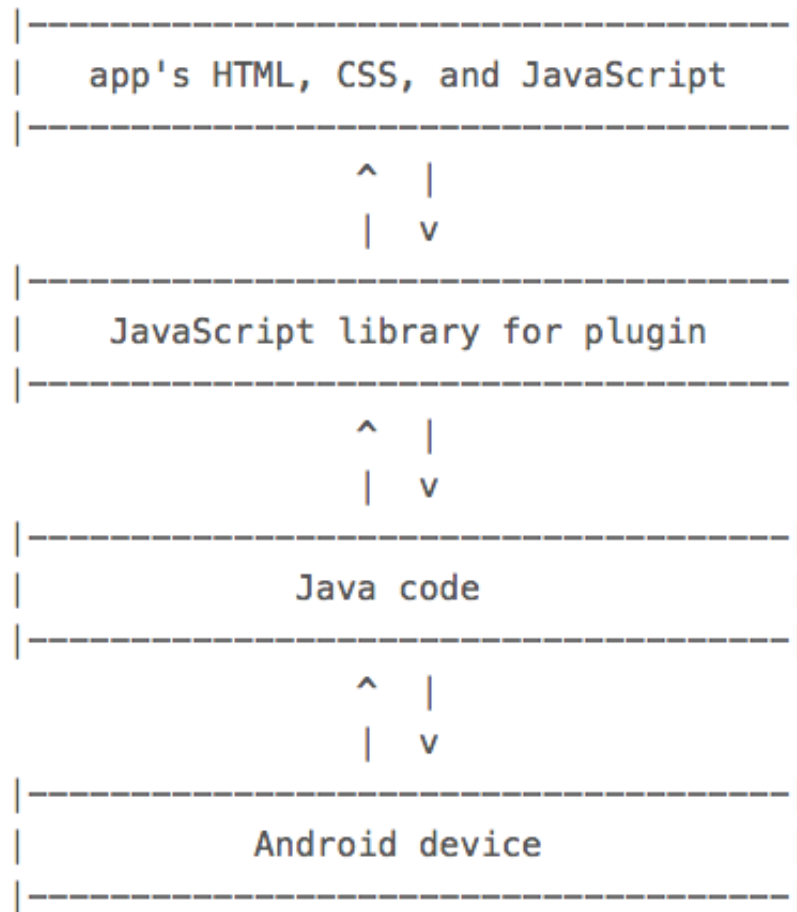 |-------------------------------------|
|   app's HTML, CSS, and JavaScript   |
|-------------------------------------|
                 ^  |
                 |  v
|-------------------------------------|
|    JavaScript library for plugin    |
|-------------------------------------|
                 ^  |
                 |  v
|-------------------------------------|
|             Java code               |
|-------------------------------------|
                 ^  |
                 |  v
|-------------------------------------|
|           Android device            |
|-------------------------------------|